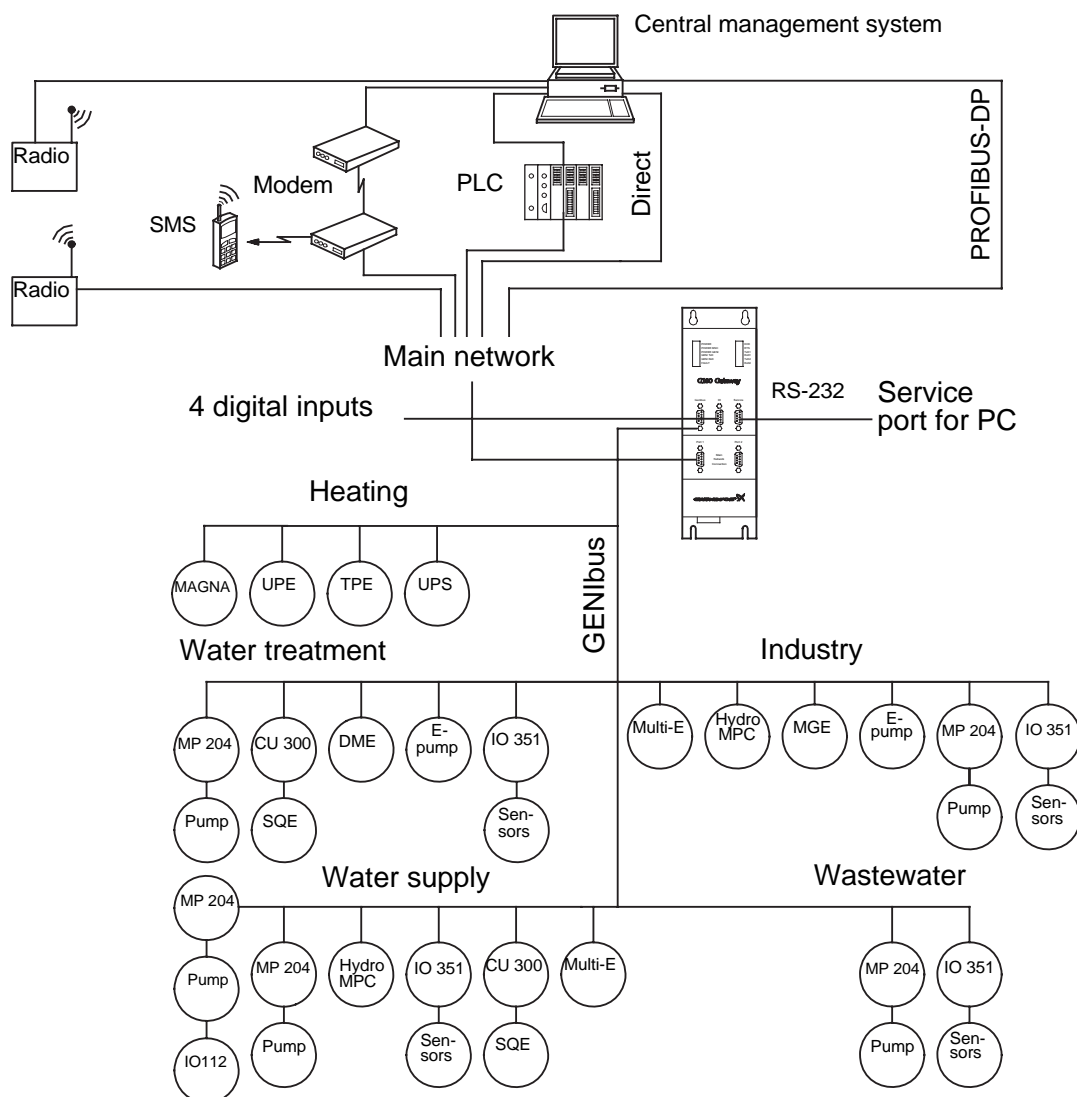 Central management system
PROFIBUS-DP
Radio
Modem
PLC
Direct
SMS
Radio
Main network
G100 Gateway
4 digital inputs
RS-232
Service
port for PC
Heating
GENIbus
MAGNA
UPE
TPE
UPS
Water treatment
Industry
MP 204
CU 300
DME
E-
pump
IO 351
Pump
SQE
Sen-
sors
Multi-E
Hydro
MPC
MGE
E-
pump
MP 204
IO 351
Pump
Sen-
sors
Water supply
Wastewater
MP 204
Pump
IO112
MP 204
Hydro
MPC
IO 351
CU 300
Multi-E
Pump
Sen-
sors
SQE
MP 204
IO 351
Pump
Sen-
sors